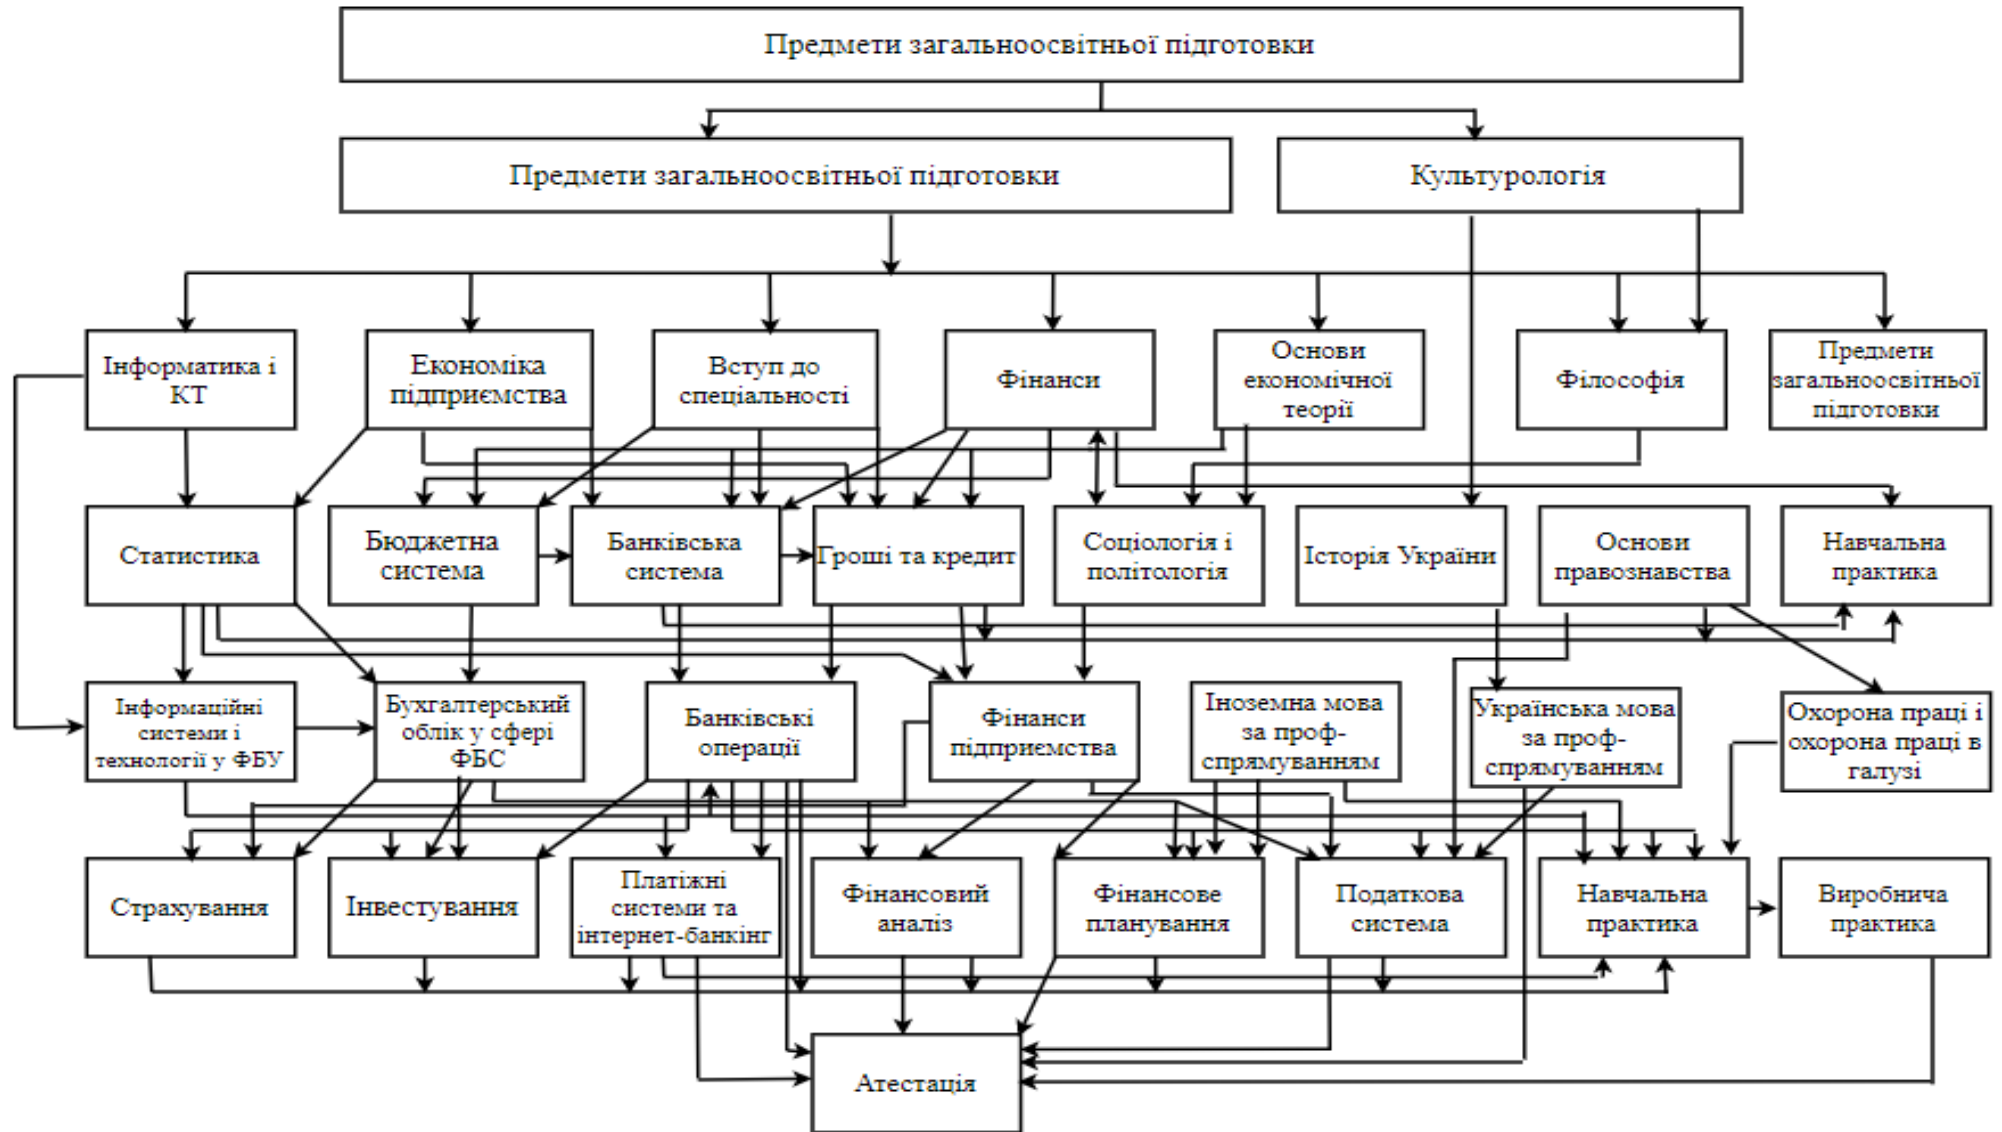 Предмети загальноосвітньої підготовки
Предмети загальноосвітньої підготовки
Культурологія
Інформатика і
КТ
Економіка
підприємства
Вступ до
спеціальності
Фінанси
Основи
економічної
теорії
Філософія
Предмети
загальноосвітньої
підготовки
Статистика
Бюджетна
система
Банківська
система
Гроші та кредит
Соціологія і
політологія
Історія України
Основи
правознавства
Навчальна
практика
Інформаційні
системи і
технології у ФБУ
Бухгалтерський
облік у сфері
ФБС
Банківські
операції
Фінанси
підприємства
Іноземна мова
за проф-
спрямуванням
Українська мова
за проф-
спрямуванням
Охорона праці і
охорона праці в
галузі
Страхування
Інвестування
Платіжні
системи та
інтернет-банкінг
Фінансовий
аналіз
Фінансове
планування
Податкова
система
Навчальна
практика
Виробнича
практика
Атестація